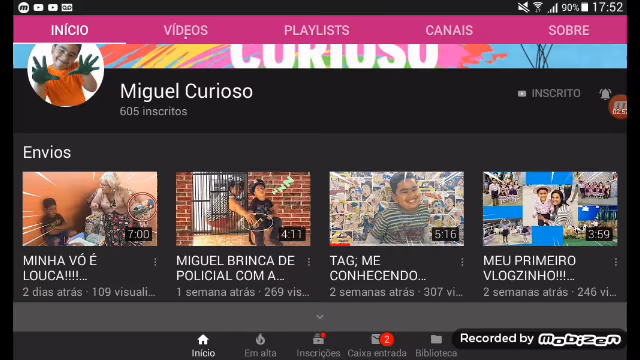 90% 17:52
INÍCIO VÍDEOS PLAYLISTS CANAIS SOBRE
CURIOSO
Miguel Curioso
605 inscritos
INSCRITO
02:52
Envios
7:00 4:11 5:16 3:59
MINHA VÓ É
LOUCA!!!!...
2 dias atrás · 109 visuali...
MIGUEL BRINCA DE
POLICIAL COM A...
1 semana atrás · 269 vis...
TAG; ME
CONHECENDO...
2 semanas atrás · 307 vi...
MEU PRIMEIRO
VLOGZINHO!!!...
2 semanas atrás · 246 vi...
2
Início Em alta Inscrições Caixa entrada Biblioteca
Recorded by MOBIZEN